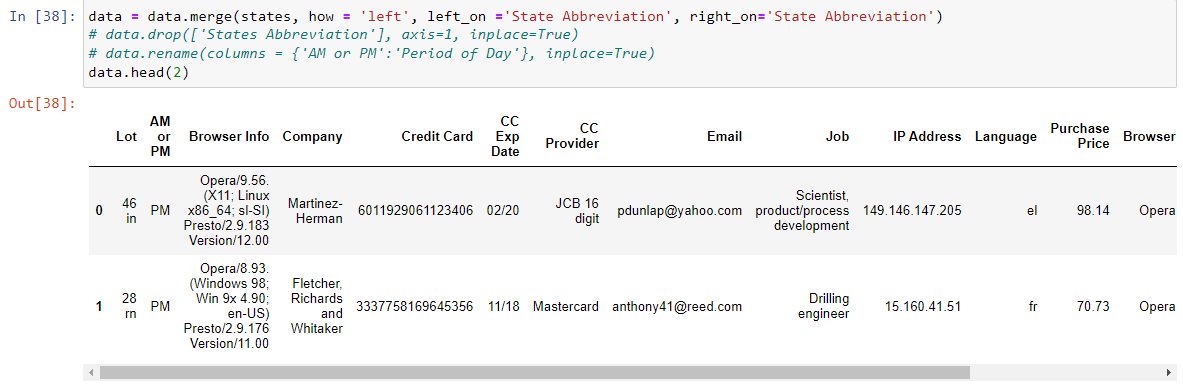 In [38]: data = data.merge(states, how = 'left', left_on ='State Abbreviation', right_on='State Abbreviation')
# data.drop(['States Abbreviation'], axis=1, inplace=True)
# data.rename(columns = {'AM or PM':'Period of Day'}, inplace=True)
data.head(2)
Out[38]:
Lot AM or PM Browser Info Company Credit Card CC Exp Date CC Provider Email Job IP Address Language Purchase Price Browser
0 46 in PM Opera/9.56.(X11; Linux x86_64; sl-SI) Presto/2.9.183 Version/12.00 Martinez-Herman 6011929061123406 02/20 JCB 16 digit pdunlap@yahoo.com Scientist, product/process development 149.146.147.205 el 98.14 Opera
1 28 rn PM Opera/8.93.(Windows 98; Win 9x 4.90; en-US) Presto/2.9.176 Version/11.00 Fletcher, Richards and Whitaker 3337758169645356 11/18 Mastercard anthony41@reed.com Drilling engineer 15.160.41.51 fr 70.73 Opera